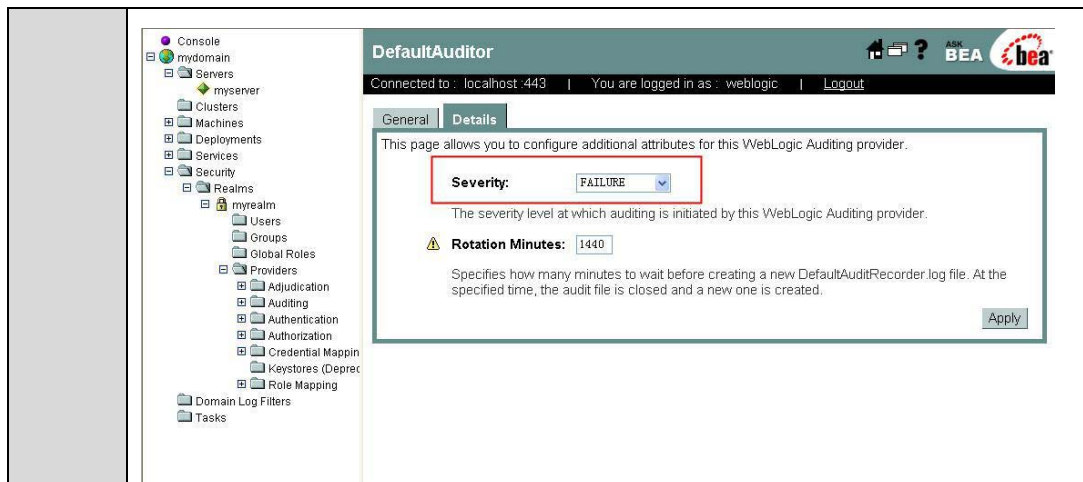 Console
mydomain
Servers
myserver
Clusters
Machines
Deployments
Services
Security
Realms
myrealm
Users
Groups
Global Roles
Providers
Adjudication
Auditing
Authentication
Authorization
Credential Mappin
Keystores (Deprec
Role Mapping
Domain Log Filters
Tasks
DefaultAuditor
? ASK BEA bea
Connected to : localhost :443 | You are logged in as : weblogic | Logout
General Details
This page allows you to configure additional attributes for this WebLogic Auditing provider.
Severity: FAILURE
The severity level at which auditing is initiated by this WebLogic Auditing provider.
Rotation Minutes: 1440
Specifies how many minutes to wait before creating a new DefaultAuditRecorder.log file. At the
specified time, the audit file is closed and a new one is created.
Apply